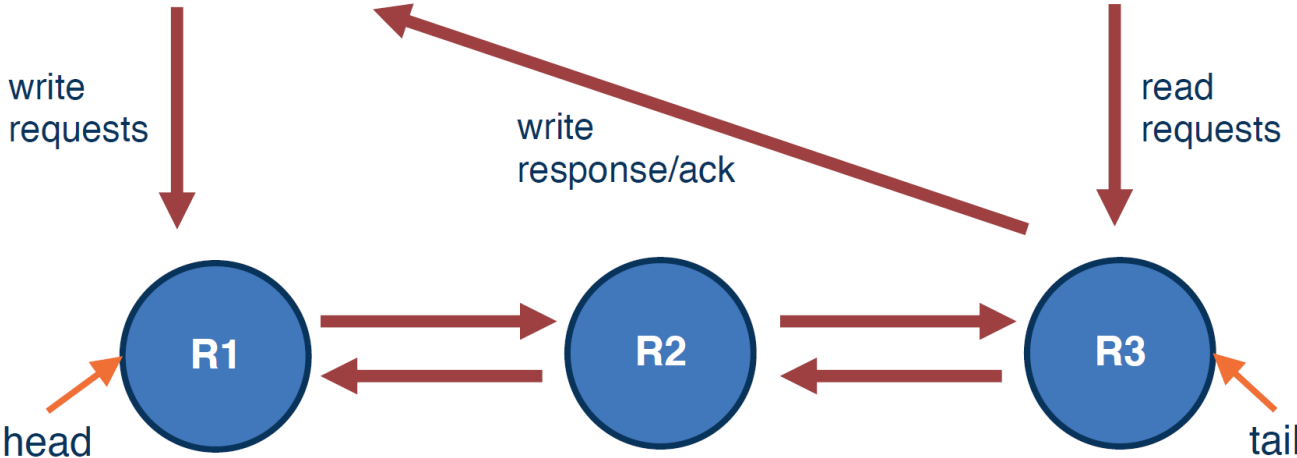 write
requests
write
response/ack
read
requests
R1
R2
R3
head
tail